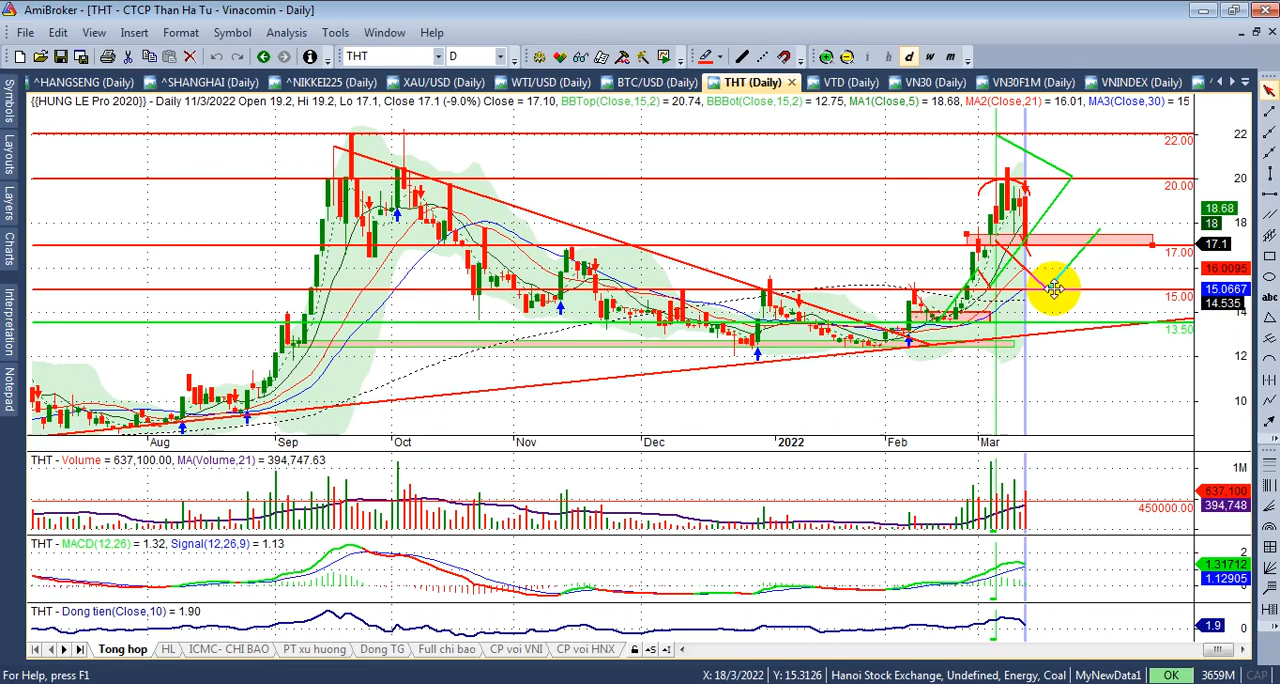 AmiBroker - [THT - CTCP Than Ha Tu - Vinacomin - Daily]
File Edit View Insert Format Symbol Analysis Tools Window Help
THT D i h d w m
^HANGSENG (Daily) ^SHANGHAI (Daily) ^NIKKEI225 (Daily) XAU/USD (Daily) WTI/USD (Daily) BTC/USD (Daily) THT (Daily) VTD (Daily) VN30 (Daily) VN30F1M (Daily) VNINDEX (Daily)
{{HUNG LE Pro 2020}} - Daily 11/3/2022 Open 19.2, Hi 19.2, Lo 17.1, Close 17.1 (-9.0%) Close = 17.10, BBTop(Close,15,2) = 20.74, BBBot(Close,15,2) = 12.75, MA1(Close,5) = 18.68, MA2(Close,21) = 16.01, MA3(Close,30) = 15
Symbols
Layouts
Layers
Charts
Interpretation
Notepad
22
22.00
20
20.00
18.68
18
18
17.1
17.00
16.0095
15.0667
15.00
14.535
14
13.50
12
10
abc
Aug Sep Oct Nov Dec 2022 Feb Mar
THT - Volume = 637,100.00, MA(Volume,21) = 394,747.63
1M
637,100
394,748
450000.00
THT - MACD(12,26) = 1.32, Signal(12,26,9) = 1.13
2
1.31712
1.12905
THT - Dong tien(Close,10) = 1.90
1.9
0
Tong hop HL ICMC- CHI BAO PT xu huong Dong TG Full chi bao CP voi VNI CP voi HNX
For Help, press F1 X: 18/3/2022 Y: 15.3126 Hanoi Stock Exchange, Undefined, Energy, Coal MyNewData1 OK 3659M CAP